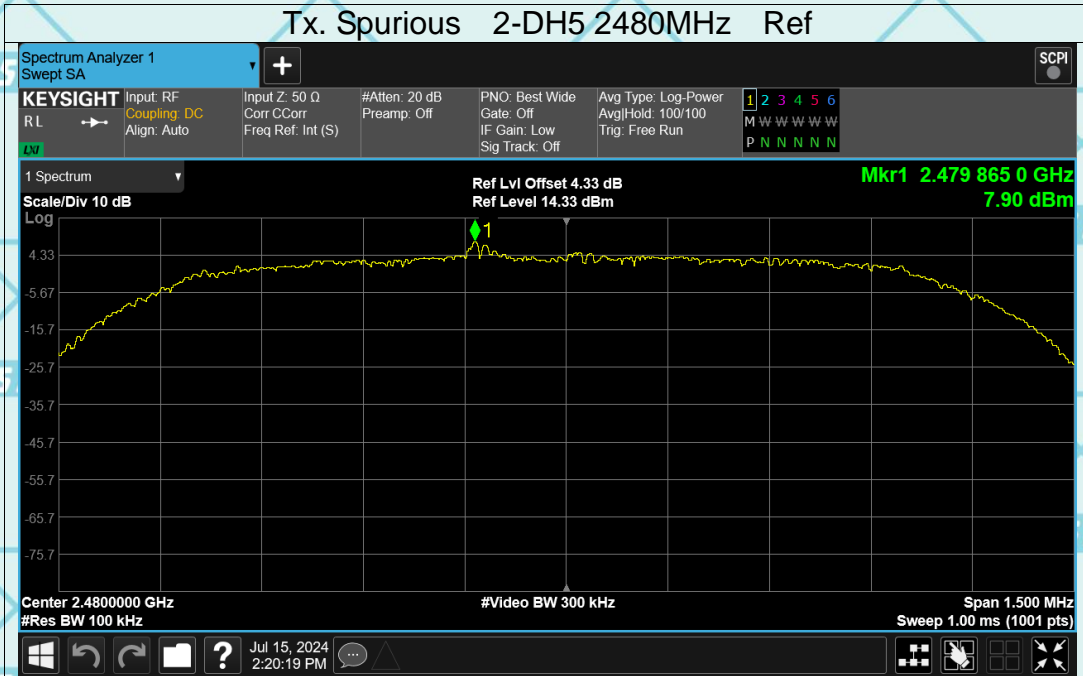 Tx. Spurious 2-DH5 2480MHz Ref
Spectrum Analyzer 1
Swept SA
+
SCPI
KEYSIGHT
RL
LXI
Input: RF
Coupling: DC
Align: Auto
Input Z: 50 Ω
Corr CCorr
Freq Ref: Int (S)
#Atten: 20 dB
Preamp: Off
PNO: Best Wide
Gate: Off
IF Gain: Low
Sig Track: Off
Avg Type: Log-Power
Avg|Hold: 100/100
Trig: Free Run
1 2 3 4 5 6
M W W W W W
P N N N N N
1 Spectrum
Scale/Div 10 dB
Ref Lvl Offset 4.33 dB
Ref Level 14.33 dBm
Mkr1 2.479 865 0 GHz
7.90 dBm
Log
1
4.33
-5.67
-15.7
-25.7
-35.7
-45.7
-55.7
-65.7
-75.7
Center 2.4800000 GHz
#Video BW 300 kHz
Span 1.500 MHz
#Res BW 100 kHz
Sweep 1.00 ms (1001 pts)
?
Jul 15, 2024
2:20:19 PM